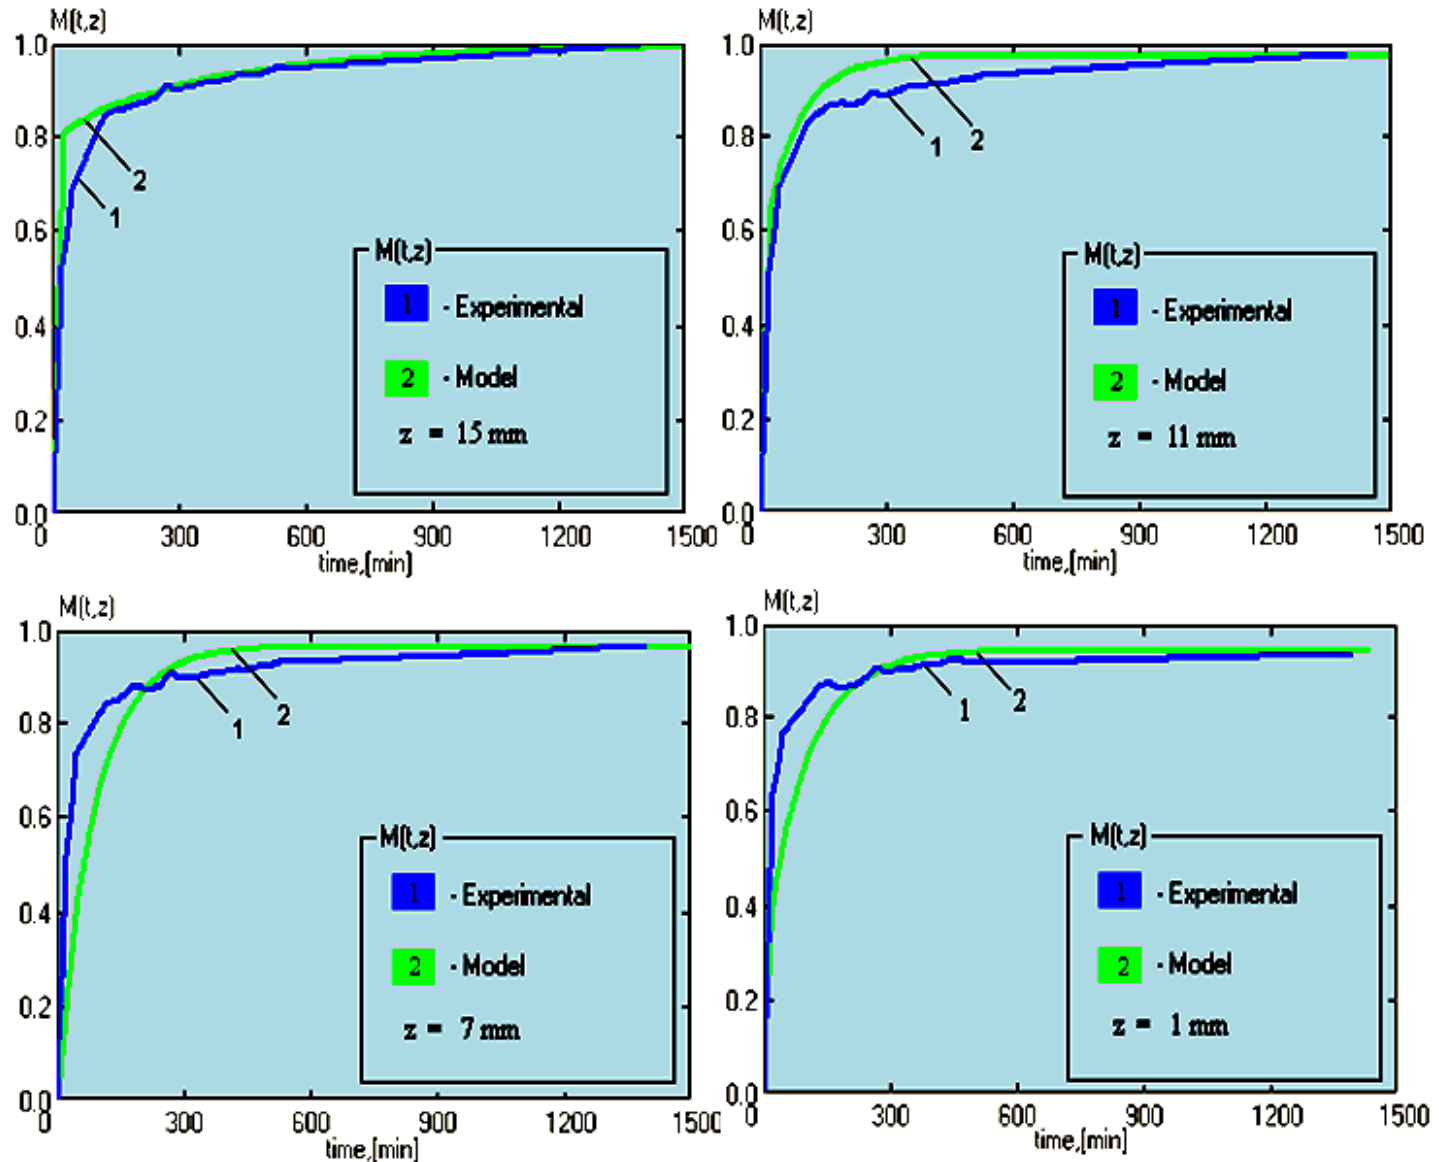 M(t,z)
1.0
0.8
0.6
0.4
0.2
0.0
2
1
M(t,z)
1 - Experimental
2 - Model
z = 15 mm
0 300 600 900 1200 1500
time,[min]
M(t,z)
1.0
0.8
0.6
0.4
0.2
0.0
1 2
M(t,z)
1 - Experimental
2 - Model
z = 11 mm
0 300 600 900 1200 1500
time,[min]
M(t,z)
1.0
0.8
0.6
0.4
0.2
0.0
1 2
M(t,z)
1 - Experimental
2 - Model
z = 7 mm
0 300 600 900 1200 1500
time,[min]
M(t,z)
1.0
0.8
0.6
0.4
0.2
0.0
1 2
M(t,z)
1 - Experimental
2 - Model
z = 1 mm
0 300 600 900 1200 1500
time,[min]